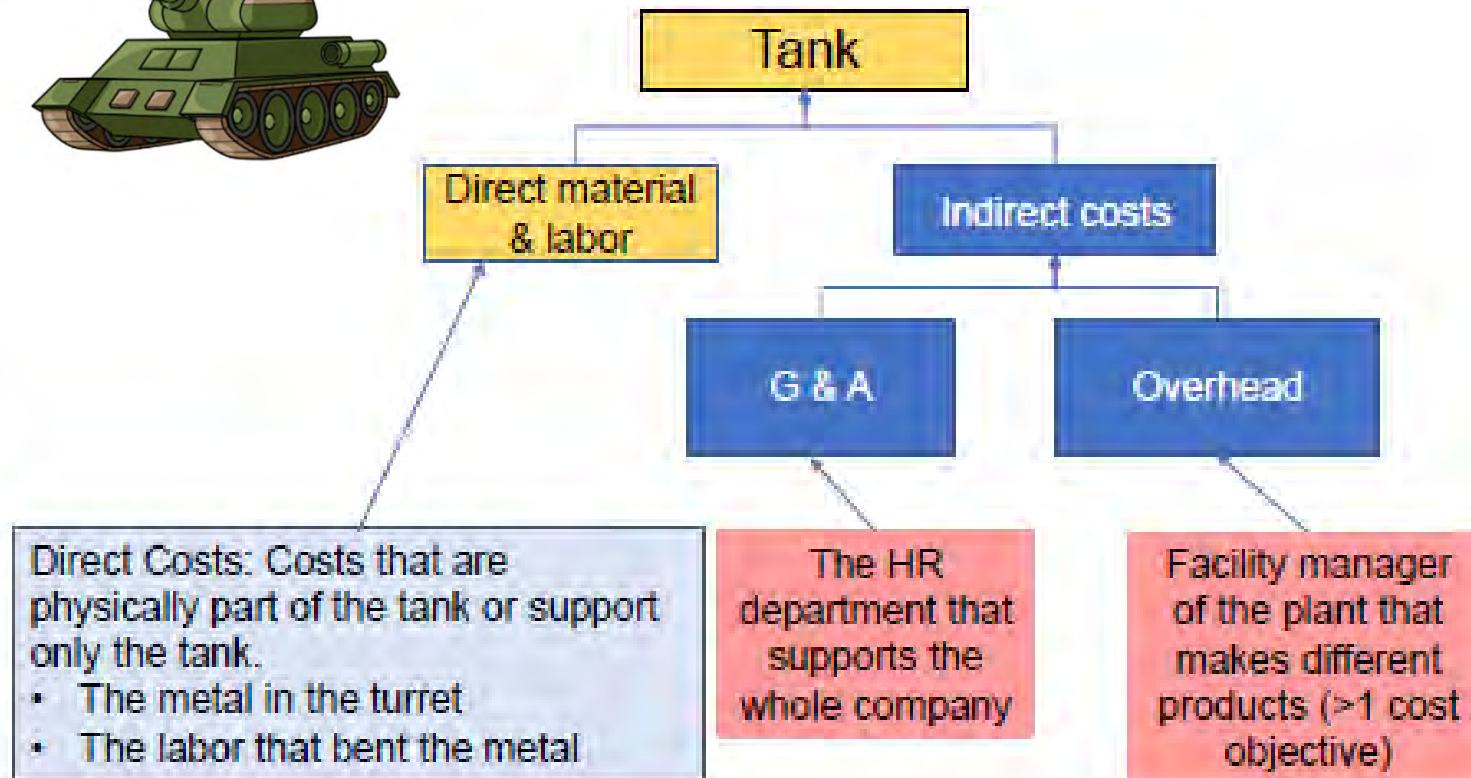 Tank
Direct material
& labor
Indirect costs
G & A
Overhead
Direct Costs: Costs that are
physically part of the tank or support
only the tank.
• The metal in the turret
• The labor that bent the metal
The HR
department that
supports the
whole company
Facility manager
of the plant that
makes different
products (>1 cost
objective)